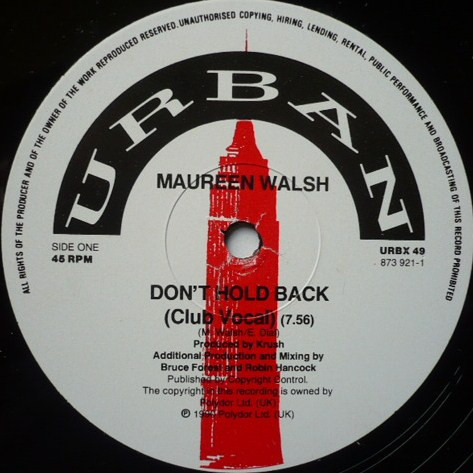 ALL RIGHTS OF THE PRODUCER AND OF THE OWNER OF THE WORK REPRODUCED RESERVED. UNAUTHORISED COPYING, HIRING, LENDING, RENTAL, PUBLIC PERFORMANCE AND BROADCASTING OF THIS RECORD PROHIBITED
URBAN
MAUREEN WALSH
SIDE ONE
45 RPM
URBX 49
873 921-1
DON'T HOLD BACK
(Club Vocal) (7.56)
(M. Walsh/E. Dias)
Produced by Krush
Additional Production and Mixing by
Bruce Forest and Robin Hancock
Published by Copyright Control.
The copyright in this recording is owned by
Polydor Ltd. (UK)
℗ Polydor Ltd. (UK)